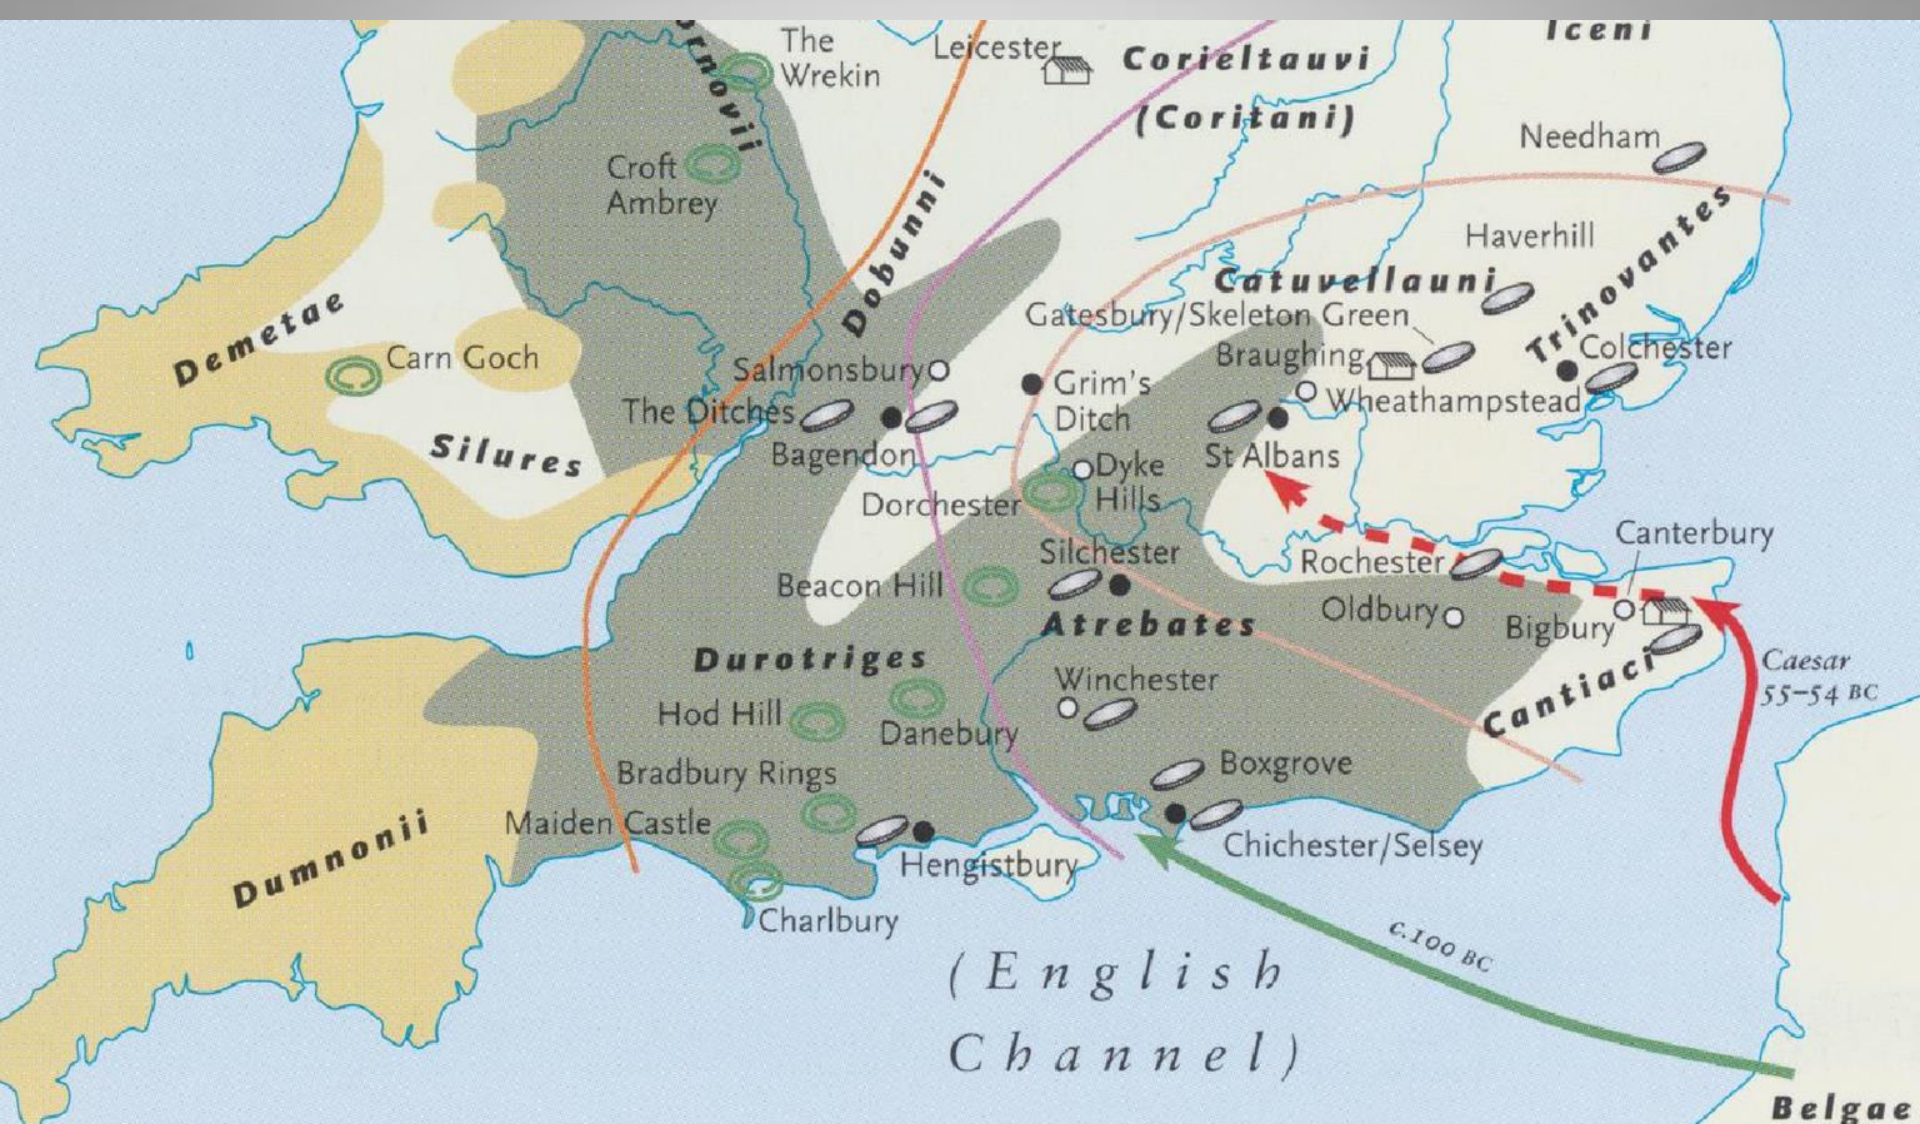 Iceni
The
Wrekin
Leicester
Corieltauvi
(Coritani)
ornovii
Needham
Croft
Ambrey
Dobunni
Haverhill
Trinovantes
Catuvellauni
Demetae
Gatesbury/Skeleton Green
Carn Goch
Salmonsbury
Braughing
Colchester
Grim's
Ditch
Wheathampstead
The Ditches
Silures
Bagendon
St Albans
Dyke
Hills
Dorchester
Canterbury
Silchester
Rochester
Beacon Hill
Oldbury
Bigbury
Atrebates
Durotriges
Cantiaci
Caesar
55–54 BC
Winchester
Hod Hill
Danebury
Boxgrove
Bradbury Rings
Maiden Castle
Dumnonii
Hengistbury
Chichester/Selsey
Charlbury
c.100 BC
(English
Channel)
Belgae